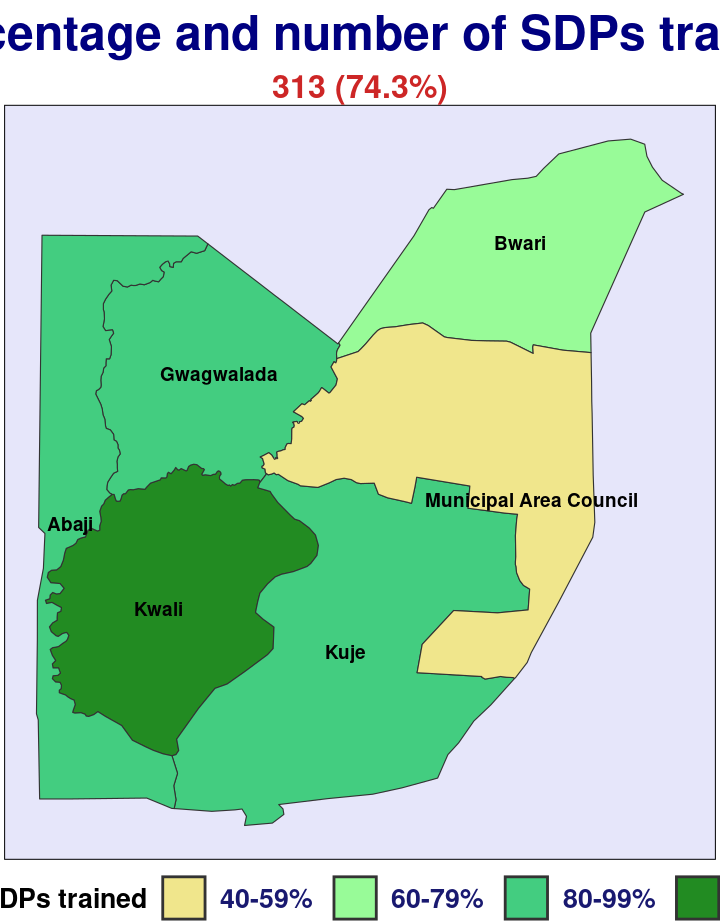 centage and number of SDPs tra
313 (74.3%)
Bwari
Gwagwalada
Municipal Area Council
Abaji
Kwali
Kuje
DPs trained 40-59% 60-79% 80-99%